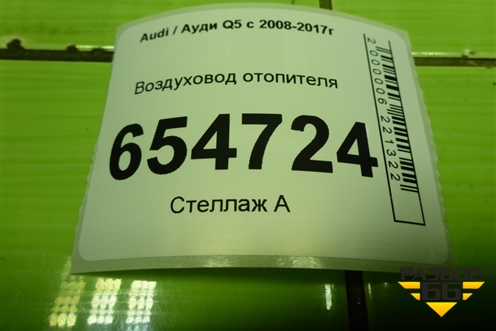 Audi / Ауди Q5 с 2008-2017г
Воздуховод отопителя
654724
Стеллаж А
2000006221322
РАЗБОР
66